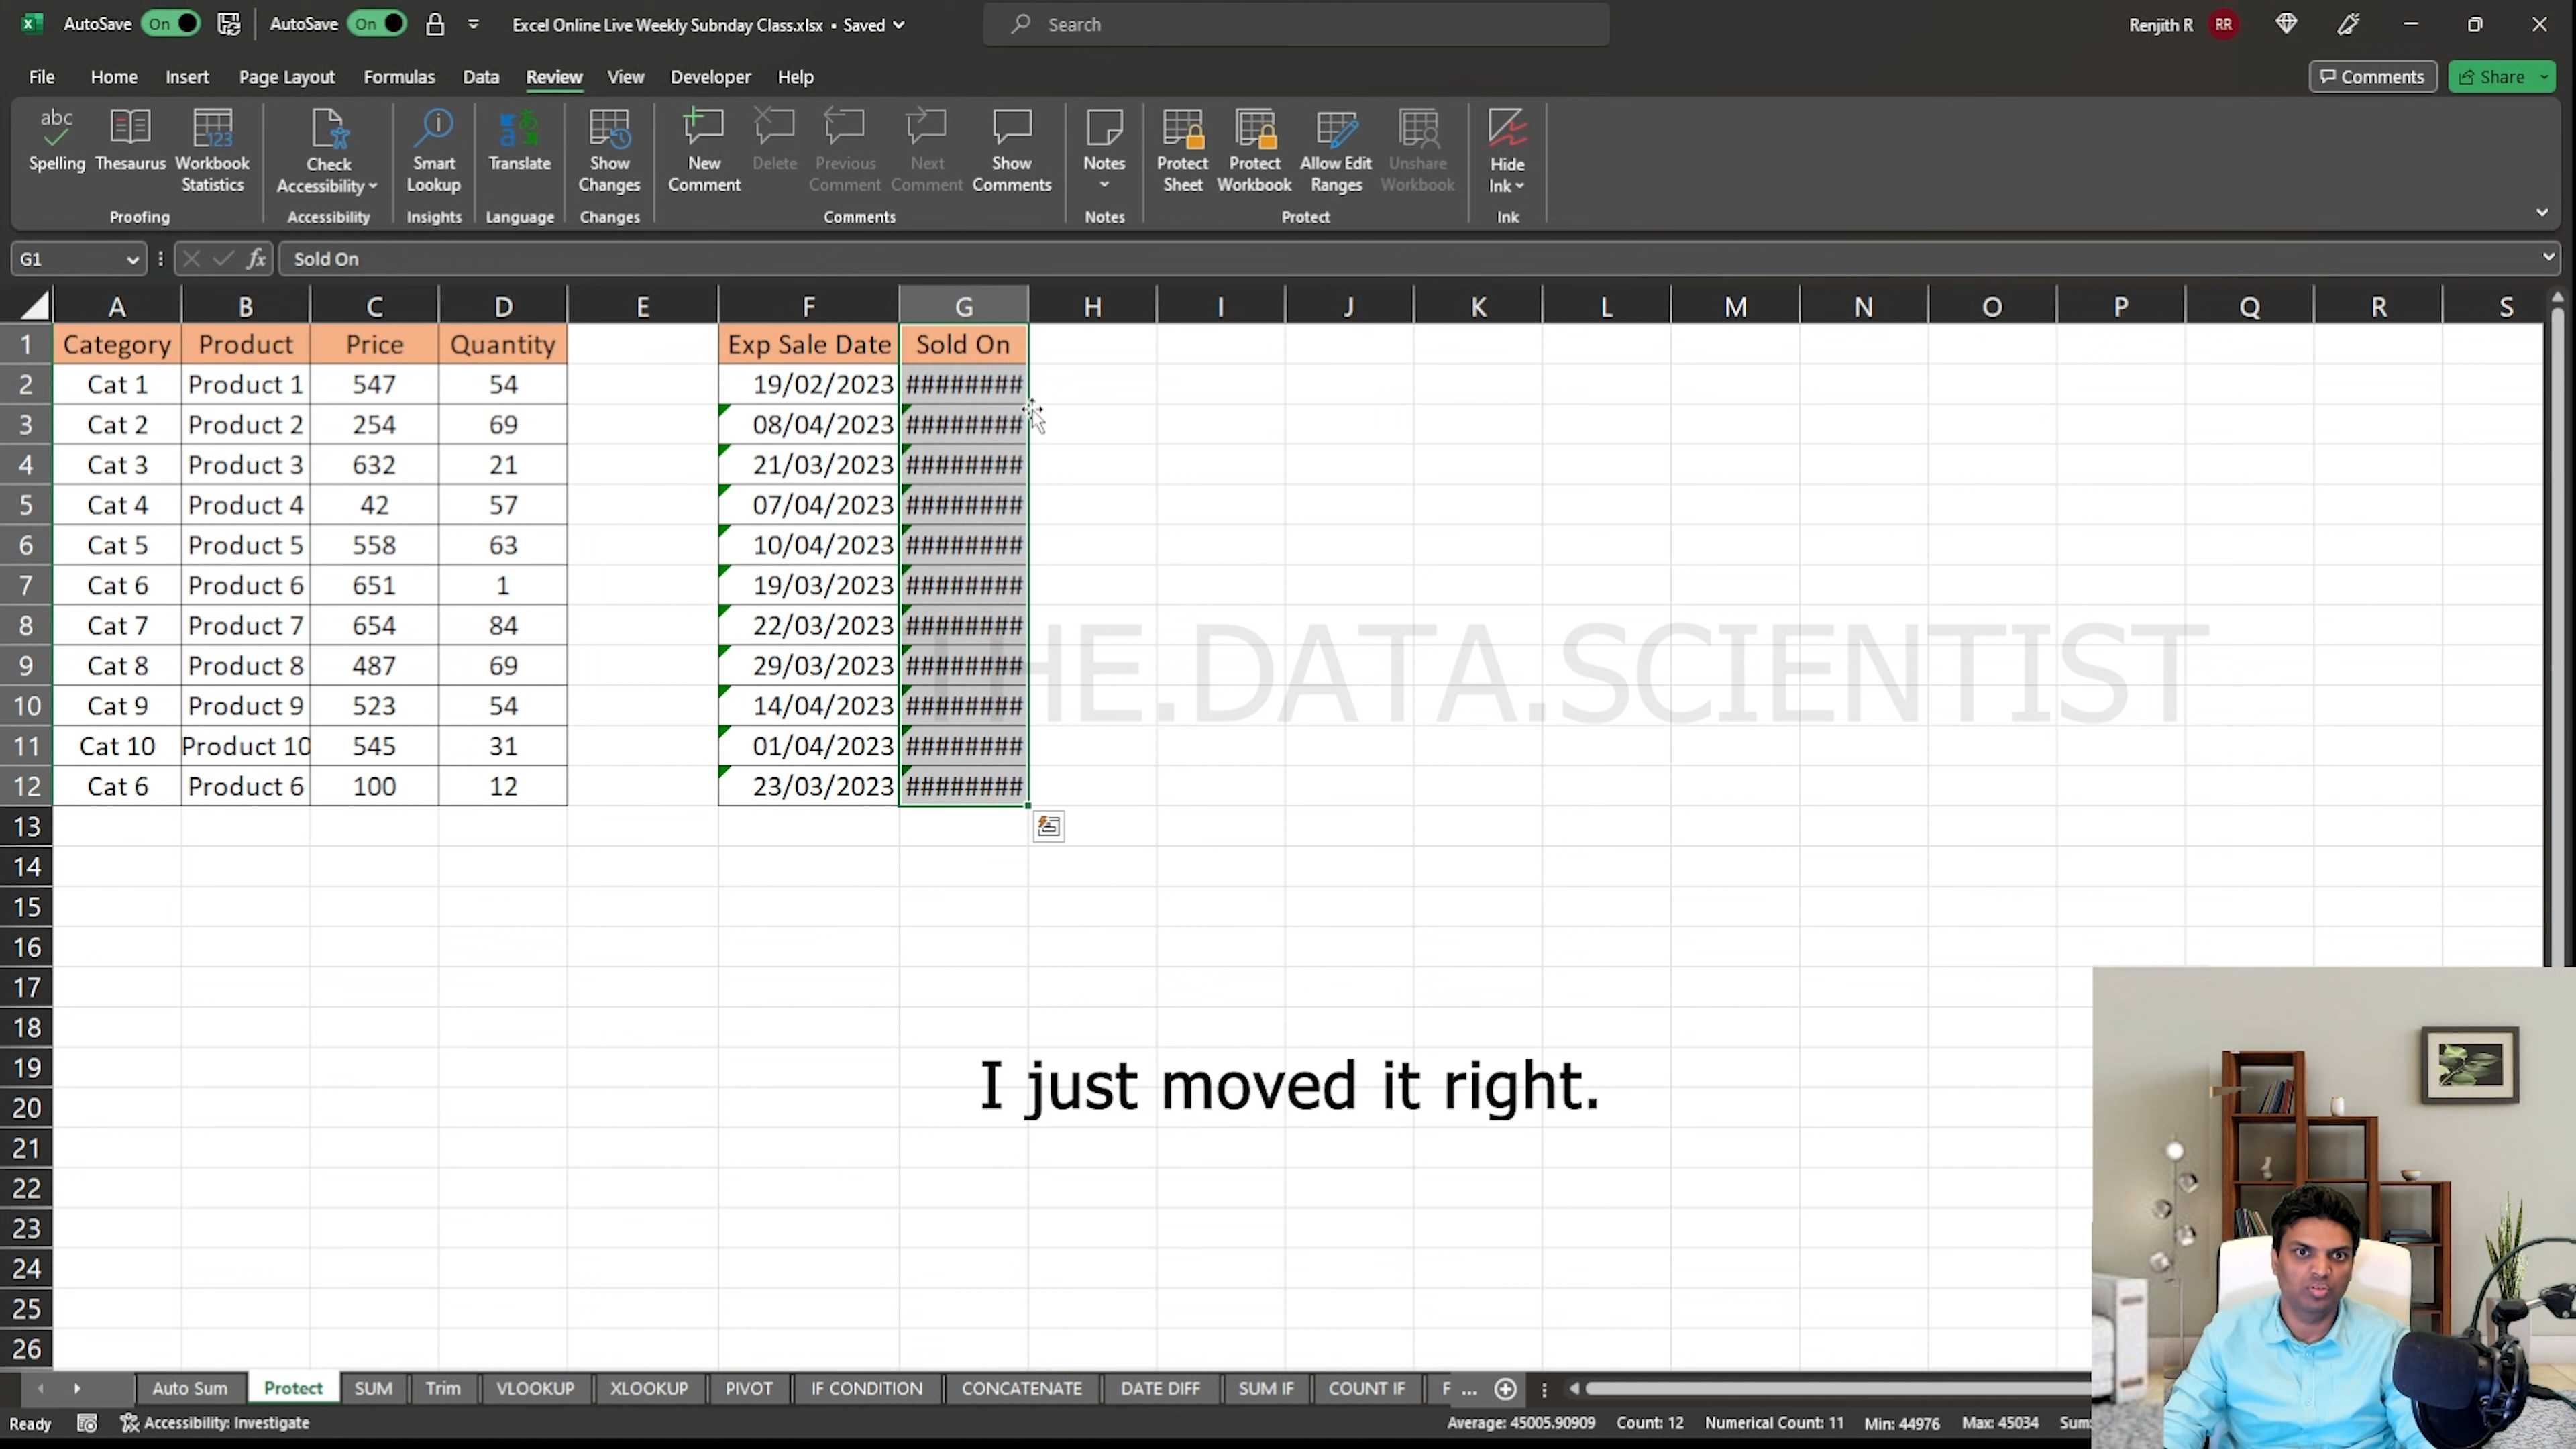 AutoSave On AutoSave On Excel Online Live Weekly Subnday Class.xlsx • Saved Search Renjith R RR
File Home Insert Page Layout Formulas Data Review View Developer Help Comments Share
abc Spelling Thesaurus 123 Workbook Statistics Check Accessibility Smart Lookup Translate Show Changes New Comment Delete Previous Comment Next Comment Show Comments Notes Protect Sheet Protect Workbook Allow Edit Ranges Unshare Workbook Hide Ink
Proofing Accessibility Insights Language Changes Comments Notes Protect Ink
G1 fx Sold On
A B C D E F G H I J K L M N O P Q R S
1 Category Product Price Quantity Exp Sale Date Sold On
2 Cat 1 Product 1 547 54 19/02/2023 ########
3 Cat 2 Product 2 254 69 08/04/2023 ########
4 Cat 3 Product 3 632 21 21/03/2023 ########
5 Cat 4 Product 4 42 57 07/04/2023 ########
6 Cat 5 Product 5 558 63 10/04/2023 ########
7 Cat 6 Product 6 651 1 19/03/2023 ########
8 Cat 7 Product 7 654 84 22/03/2023 ########
9 Cat 8 Product 8 487 69 29/03/2023 ########
THE.DATA.SCIENTIST
10 Cat 9 Product 9 523 54 14/04/2023 ########
11 Cat 10 Product 10 545 31 01/04/2023 ########
12 Cat 6 Product 6 100 12 23/03/2023 ########
13
14
15
16
17
18
19
I just moved it right.
20
21
22
23
24
25
26
Auto Sum Protect SUM Trim VLOOKUP XLOOKUP PIVOT IF CONDITION CONCATENATE DATE DIFF SUM IF COUNT IF F ...
Ready Accessibility: Investigate Average: 45005.90909 Count: 12 Numerical Count: 11 Min: 44976 Max: 45034 Sum: